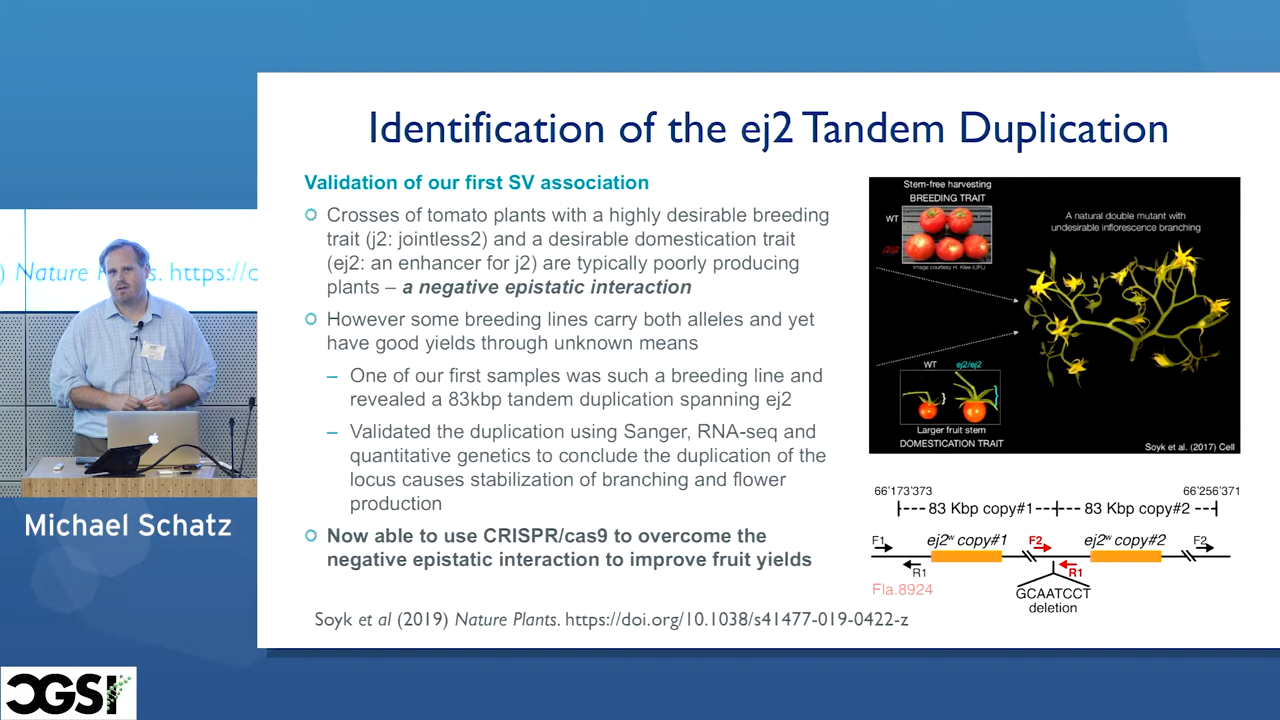 Identification of the ej2 Tandem Duplication
Validation of our first SV association
Crosses of tomato plants with a highly desirable breeding
trait (j2: jointless2) and a desirable domestication trait
(ej2: an enhancer for j2) are typically poorly producing
plants – a negative epistatic interaction
However some breeding lines carry both alleles and yet
have good yields through unknown means
– One of our first samples was such a breeding line and
revealed a 83kbp tandem duplication spanning ej2
– Validated the duplication using Sanger, RNA-seq and
quantitative genetics to conclude the duplication of the
locus causes stabilization of branching and flower
production
Now able to use CRISPR/cas9 to overcome the
negative epistatic interaction to improve fruit yields
Soyk et al (2019) Nature Plants. https://doi.org/10.1038/s41477-019-0422-z
Stem-free harvesting
BREEDING TRAIT
WT
j2/j2
Image courtesy H. Klee (UFL)
A natural double mutant with
undesirable inflorescence branching
WT ej2/ej2
Larger fruit stem
DOMESTICATION TRAIT
Soyk et al. (2017) Cell
66'173'373 66'256'371
83 Kbp copy#1 83 Kbp copy#2
F1 ej2ʷ copy#1 F2 ej2ʷ copy#2 F2
R1 R1
Fla.8924
GCAATCCT
deletion
) Nature Plants. https://c
Michael Schatz
CGSI